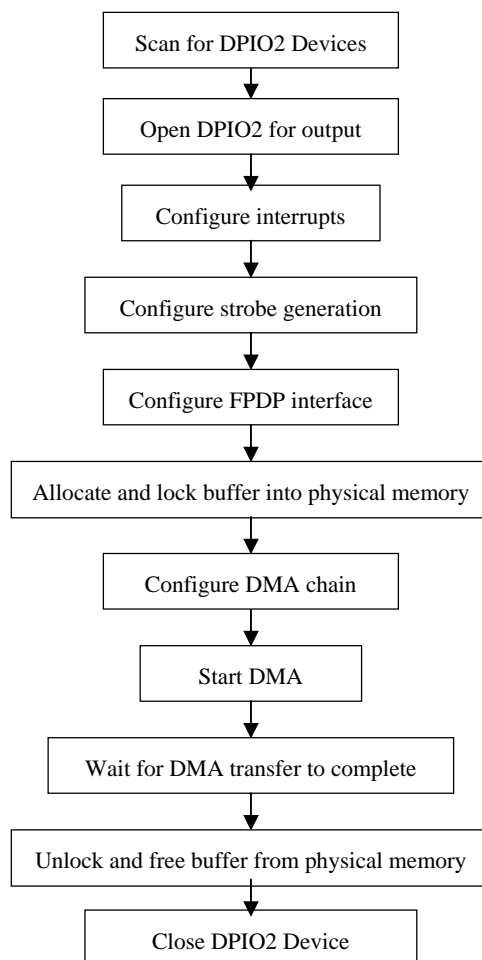 Scan for DPIO2 Devices
Open DPIO2 for output
Configure interrupts
Configure strobe generation
Configure FPDP interface
Allocate and lock buffer into physical memory
Configure DMA chain
Start DMA
Wait for DMA transfer to complete
Unlock and free buffer from physical memory
Close DPIO2 Device